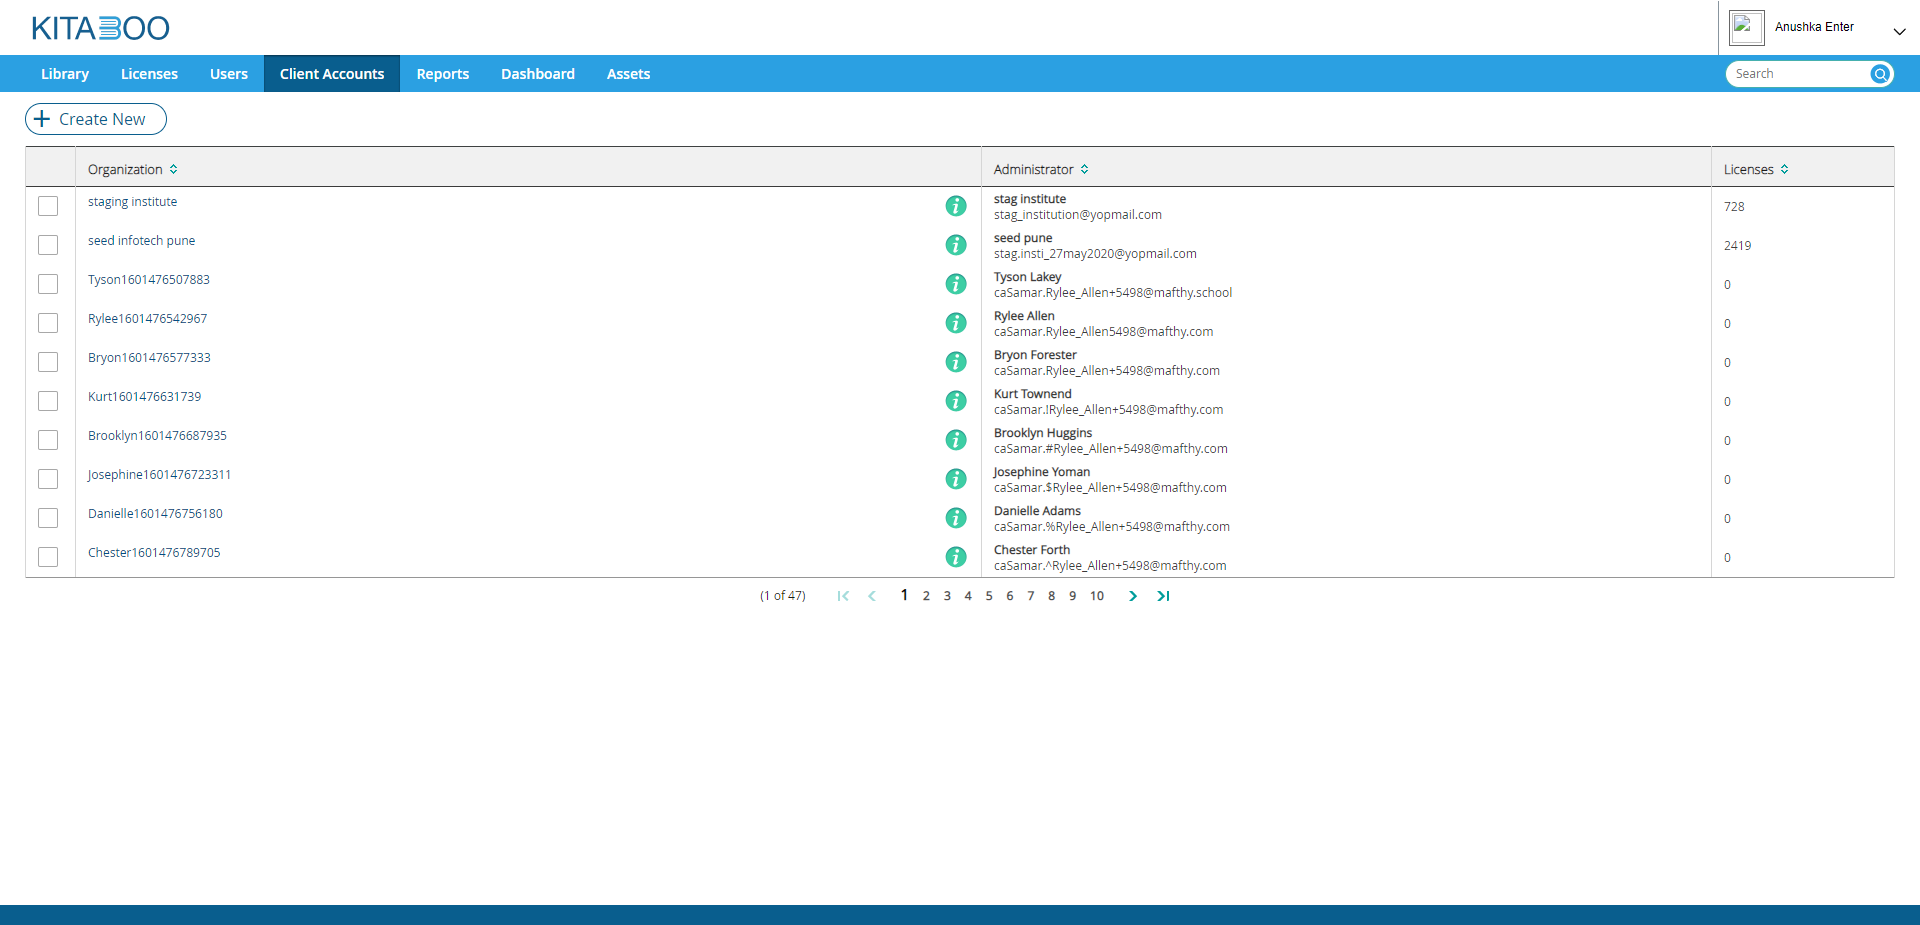 KITABOO
Anushka Enter
Library Licenses Users Client Accounts Reports Dashboard Assets
Search
Create New
Organization Administrator Licenses
staging institute
stag institute
stag_institution@yopmail.com
728
seed infotech pune
seed pune
stag.insti_27may2020@yopmail.com
2419
Tyson1601476507883
Tyson Lakey
caSamar.Rylee_Allen+5498@mafthy.school
0
Rylee1601476542967
Rylee Allen
caSamar.Rylee_Allen5498@mafthy.com
0
Bryon1601476577333
Bryon Forester
caSamar.Rylee_Allen+5498@mafthy.com
0
Kurt1601476631739
Kurt Townend
caSamar.!Rylee_Allen+5498@mafthy.com
0
Brooklyn1601476687935
Brooklyn Huggins
caSamar.#Rylee_Allen+5498@mafthy.com
0
Josephine1601476723311
Josephine Yoman
caSamar.$Rylee_Allen+5498@mafthy.com
0
Danielle1601476756180
Danielle Adams
caSamar.%Rylee_Allen+5498@mafthy.com
0
Chester1601476789705
Chester Forth
caSamar.^Rylee_Allen+5498@mafthy.com
0
(1 of 47) 1 2 3 4 5 6 7 8 9 10